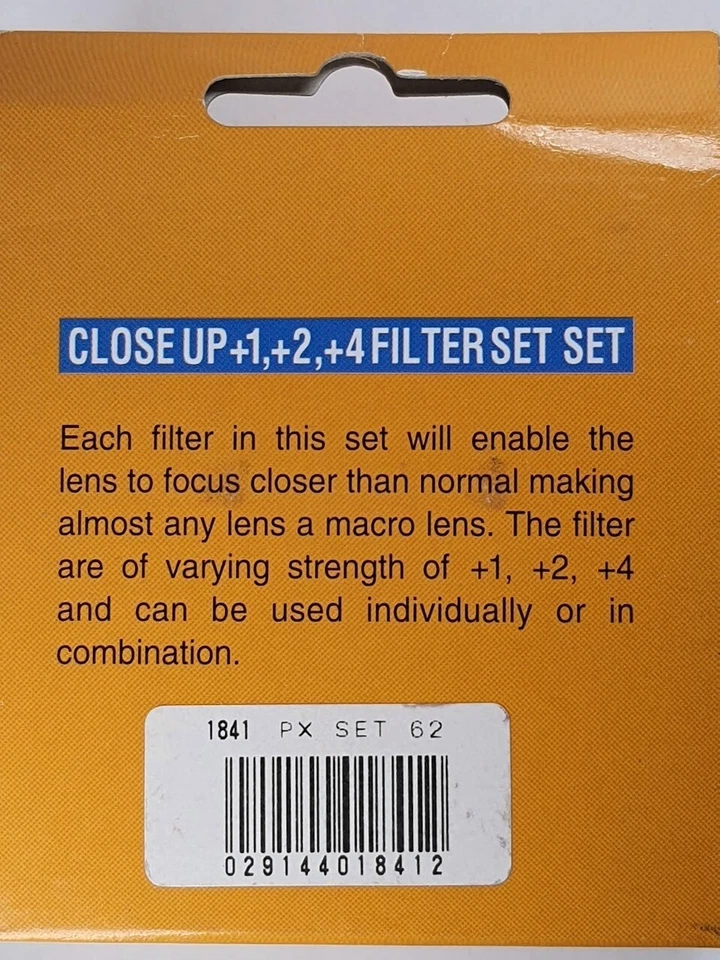 CLOSE UP +1,+2,+4 FILTER SET SET
Each filter in this set will enable the
lens to focus closer than normal making
almost any lens a macro lens. The filter
are of varying strength of +1, +2, +4
and can be used individually or in
combination.
1841 PX SET 62
029144018412